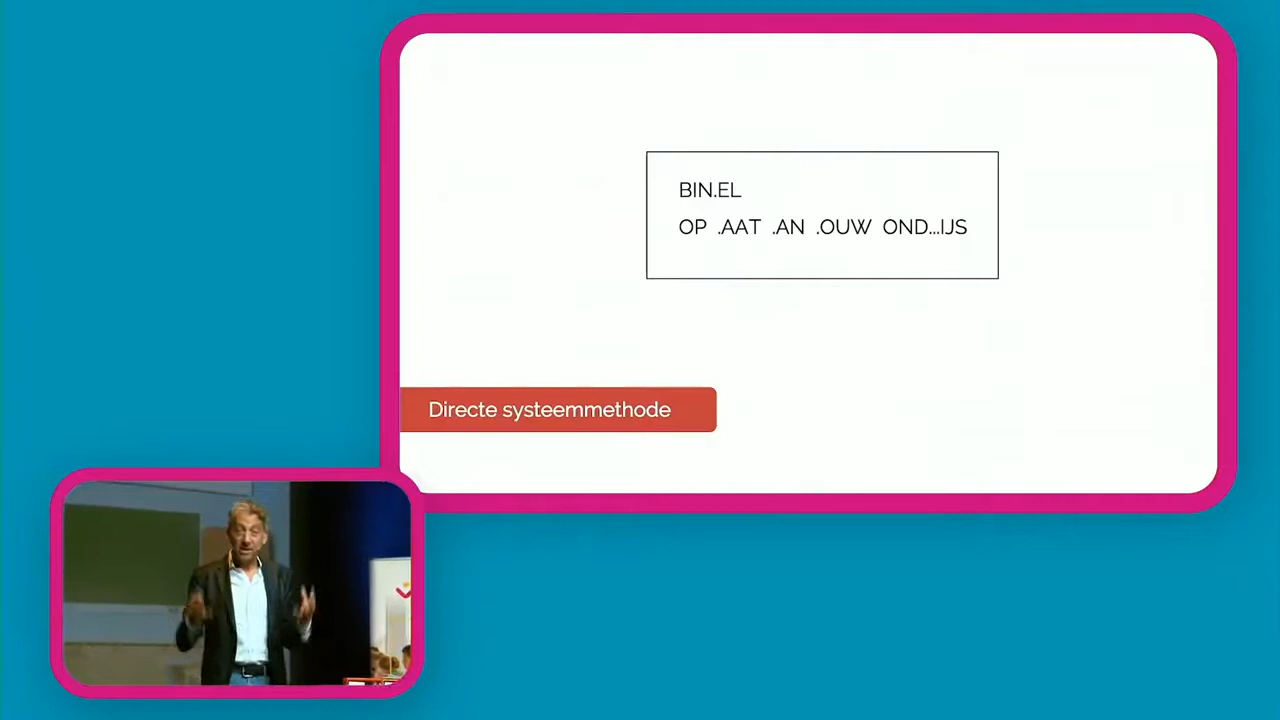 BIN.EL
OP .AAT .AN .OUW OND...IJS
Directe systeemmethode